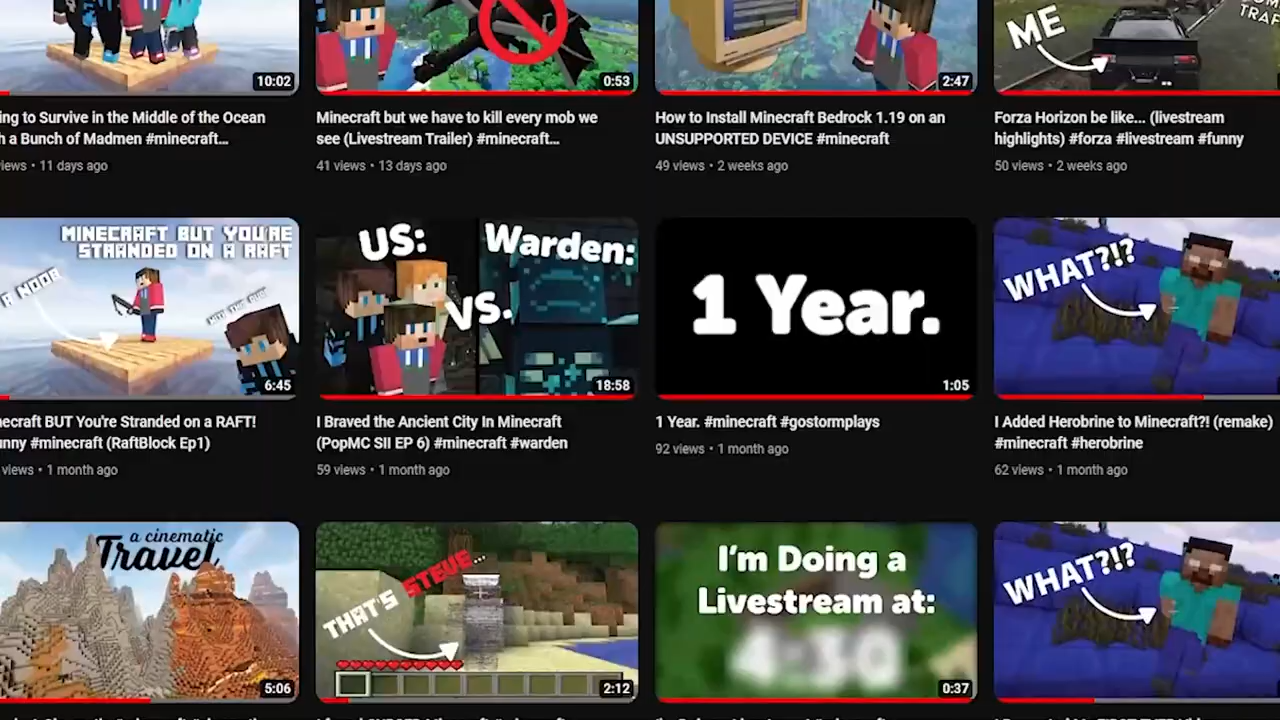 ME
10:02
0:53
2:47
ing to Survive in the Middle of the Ocean
h a Bunch of Madmen #minecraft...
iews • 11 days ago
Minecraft but we have to kill every mob we
see (Livestream Trailer) #minecraft...
41 views • 13 days ago
How to Install Minecraft Bedrock 1.19 on an
UNSUPPORTED DEVICE #minecraft
49 views • 2 weeks ago
Forza Horizon be like... (livestream
highlights) #forza #livestream #funny
50 views • 2 weeks ago
MINECRAFT BUT YOU'RE
STRANDED ON A RAFT
A NOOB
6:45
US:
VS.
Warden:
18:58
1 Year.
1:05
WHAT?!?
necraft BUT You're Stranded on a RAFT!
unny #minecraft (RaftBlock Ep1)
views • 1 month ago
I Braved the Ancient City In Minecraft
(PopMC SII EP 6) #minecraft #warden
59 views • 1 month ago
1 Year. #minecraft #gostormplays
92 views • 1 month ago
I Added Herobrine to Minecraft?! (remake)
#minecraft #herobrine
62 views • 1 month ago
a cinematic
Travel
5:06
THAT'S STEVE...
2:12
I'm Doing a
Livestream at:
4:30
0:37
WHAT?!?